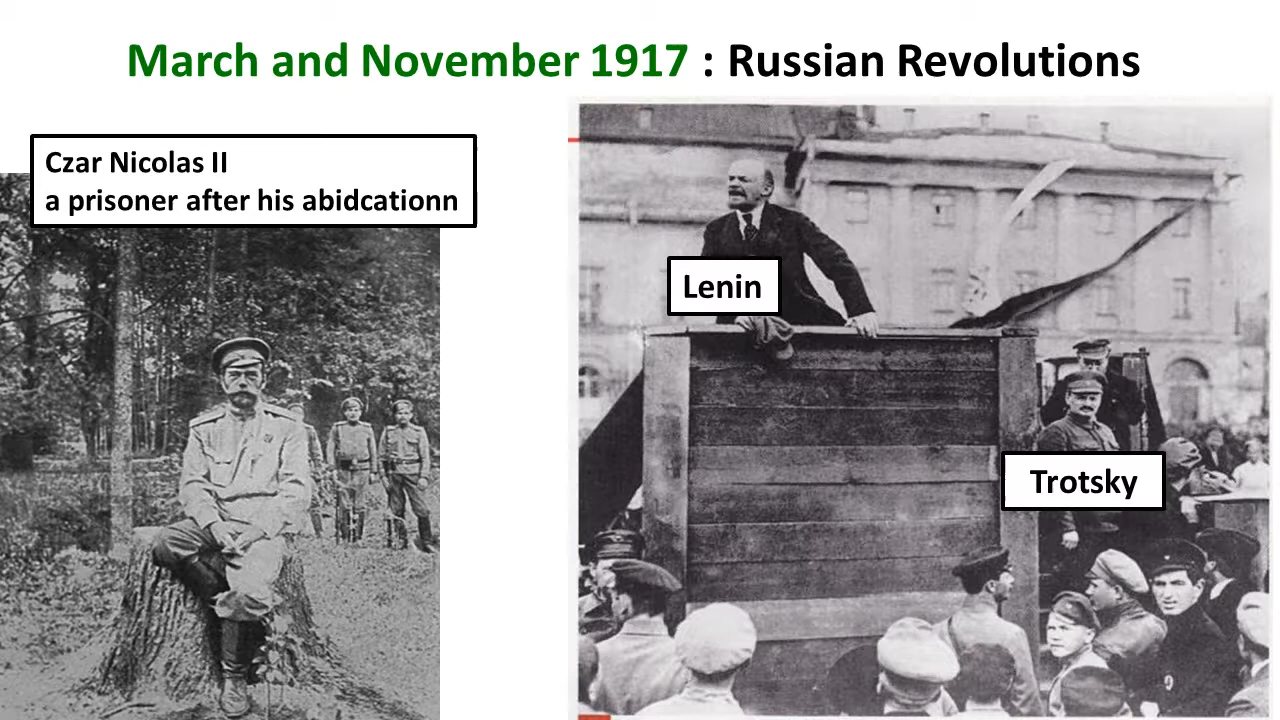 March and November 1917 : Russian Revolutions
Czar Nicolas II
a prisoner after his abidcationn
Lenin
Trotsky